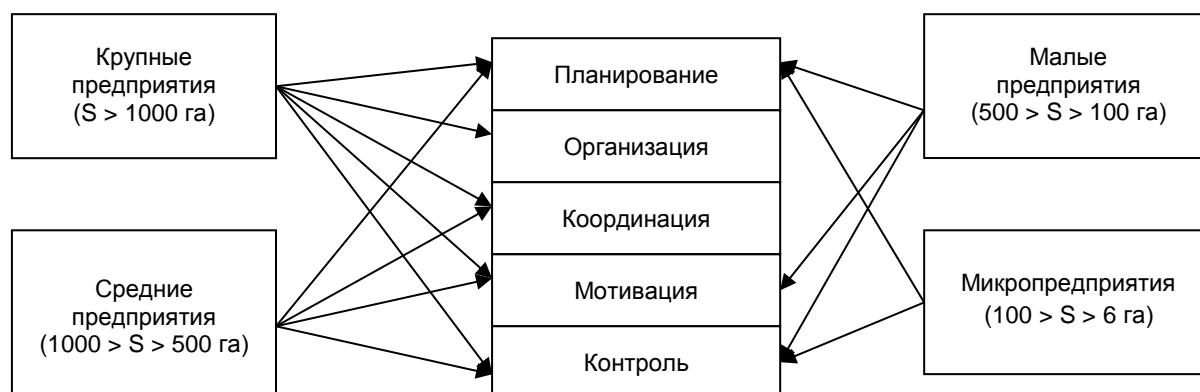 Крупные
предприятия
(S > 1000 га)
Средние
предприятия
(1000 > S > 500 га)
Планирование
Организация
Координация
Мотивация
Контроль
Малые
предприятия
(500 > S > 100 га)
Микропредприятия
(100 > S > 6 га)